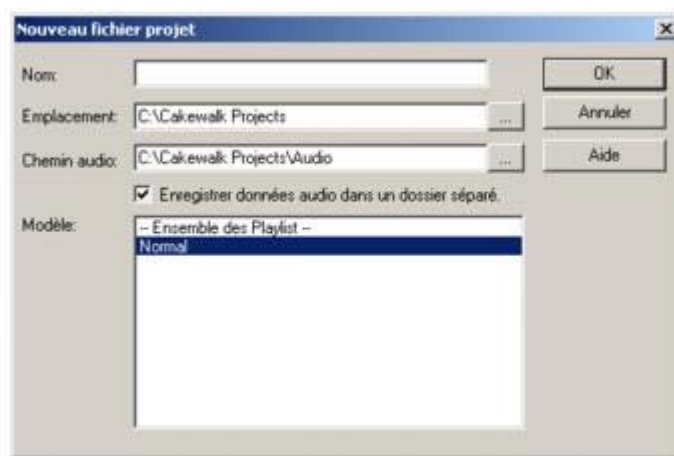 Nouveau fichier projet
Nom:
OK
Emplacement:
C:\Cakewalk Projects
...
Annuler
Chemin audio:
C:\Cakewalk Projects\Audio
...
Aide
Enregistrer données audio dans un dossier séparé.
Modèle:
-- Ensemble des Playlist --
Normal